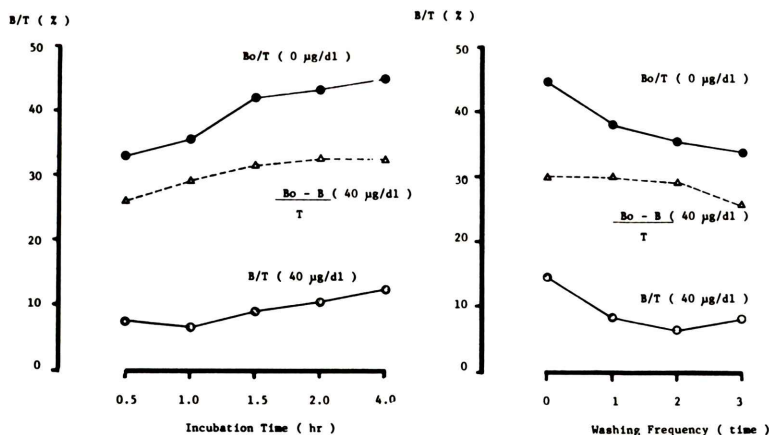 B/T ( % )
50
40
30
20
10
0
Bo/T ( 0 µg/dl )
Bo - B ( 40 µg/dl )
T
B/T ( 40 µg/dl )
0.5 1.0 1.5 2.0 4.0
Incubation Time ( hr )
B/T ( % )
50
40
30
20
10
0
Bo/T ( 0 µg/dl )
Bo - B ( 40 µg/dl )
T
B/T ( 40 µg/dl )
0 1 2 3
Washing Frequency ( time )